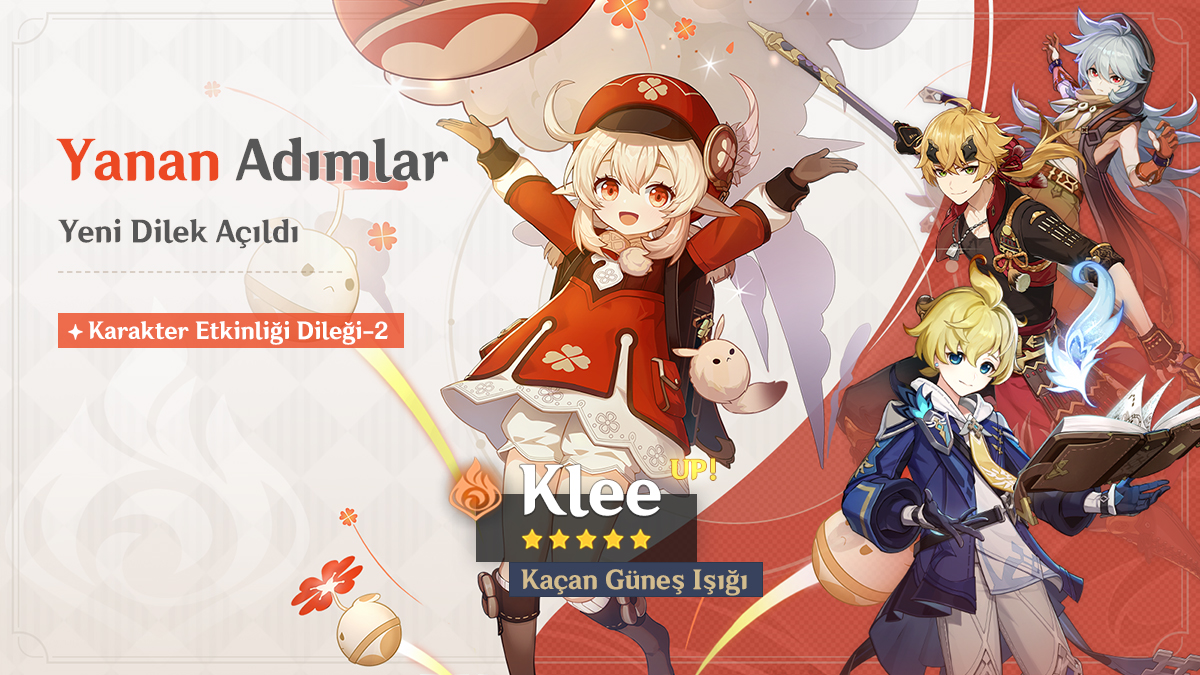 Yanan Adımlar
Yeni Dilek Açıldı
Karakter Etkinliği Dileği-2
UP!
Klee
Kaçan Güneş Işığı